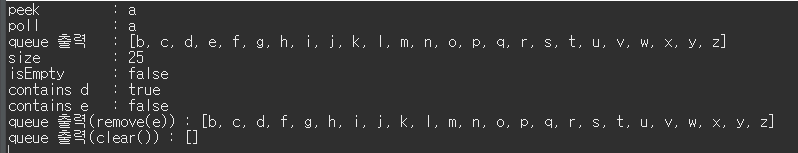 peek : a
poll : a
queue 출력 : [b, c, d, e, f, g, h, i, j, k, l, m, n, o, p, q, r, s, t, u, v, w, x, y, z]
size : 25
isEmpty : false
contains d : true
contains e : false
queue 출력(remove(e)) : [b, c, d, f, g, h, i, j, k, l, m, n, o, p, q, r, s, t, u, v, w, x, y, z]
queue 출력(clear()) : []